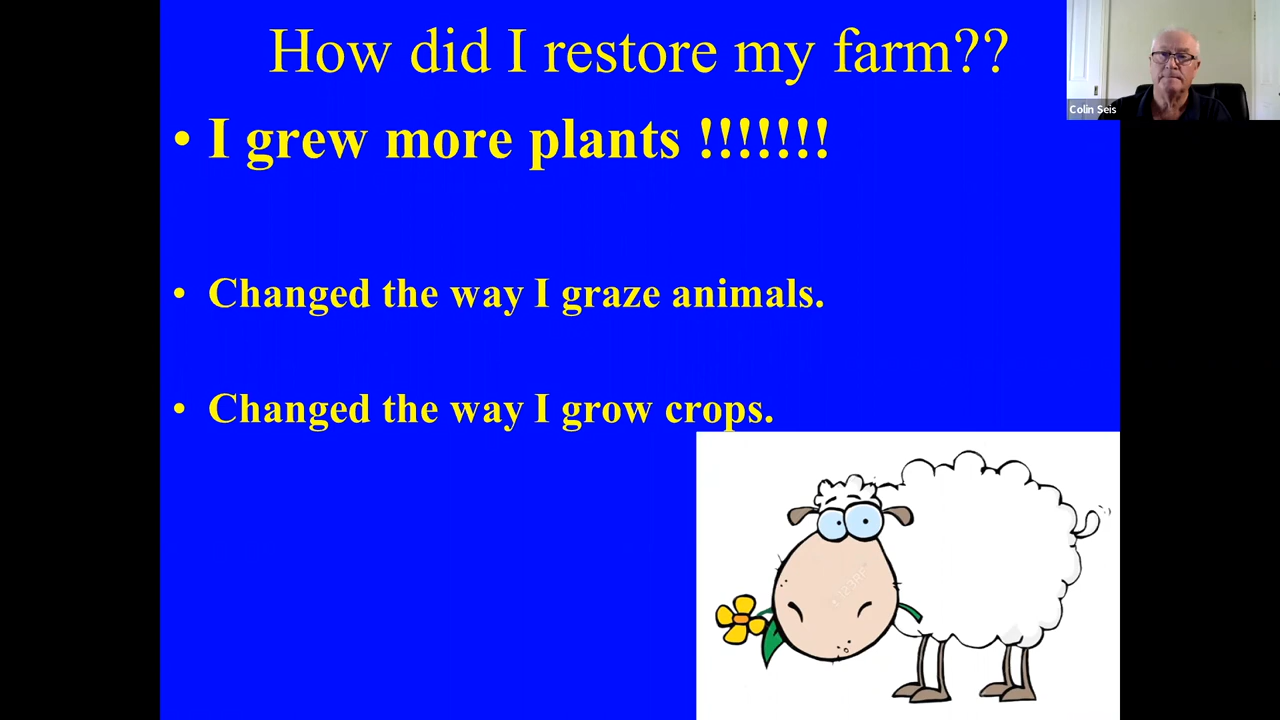 How did I restore my farm??
• I grew more plants !!!!!!!
• Changed the way I graze animals.
• Changed the way I grow crops.
Colin Seis